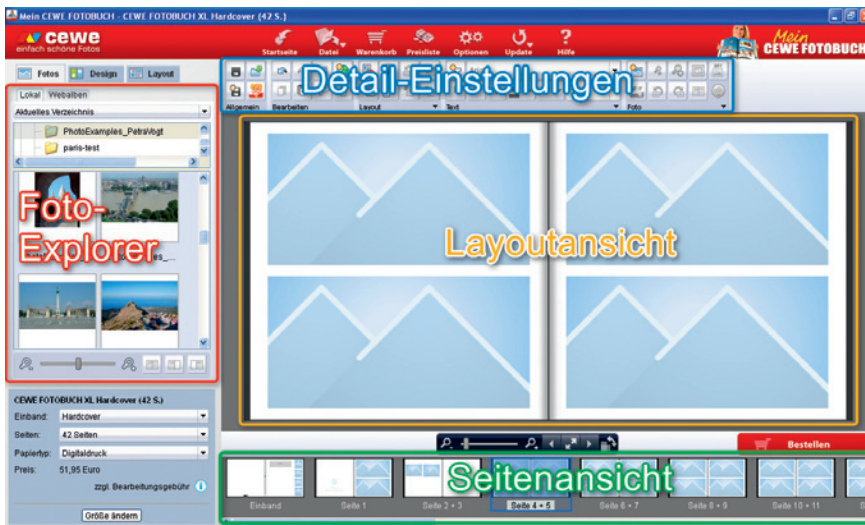 Mein CEWE FOTOBUCH - CEWE FOTOBUCH XL Hardcover (42 S.)
cewe
einfach schöne Fotos
Startseite Datei Warenkorb Preisliste Optionen Update Hilfe
Mein
CEWE FOTOBUCH
Fotos Design Layout
Detail-Einstellungen
Allgemein Bearbeiten Layout Text Foto
Lokal Webalben
Aktuelles Verzeichnis
PhotoExamples_PetraVogt
paris-test
Foto-
Explorer
Layoutansicht
CEWE FOTOBUCH XL Hardcover (42 S.)
Einband: Hardcover
Seiten: 42 Seiten
Papiertyp: Digitaldruck
Preis: 51,95 Euro
zzgl. Bearbeitungsgebühr
Größe ändern
Bestellen
Seitenansicht
Einband Seite 1 Seite 2 + 3 Seite 4 + 5 Seite 6 + 7 Seite 8 + 9 Seite 10 + 11